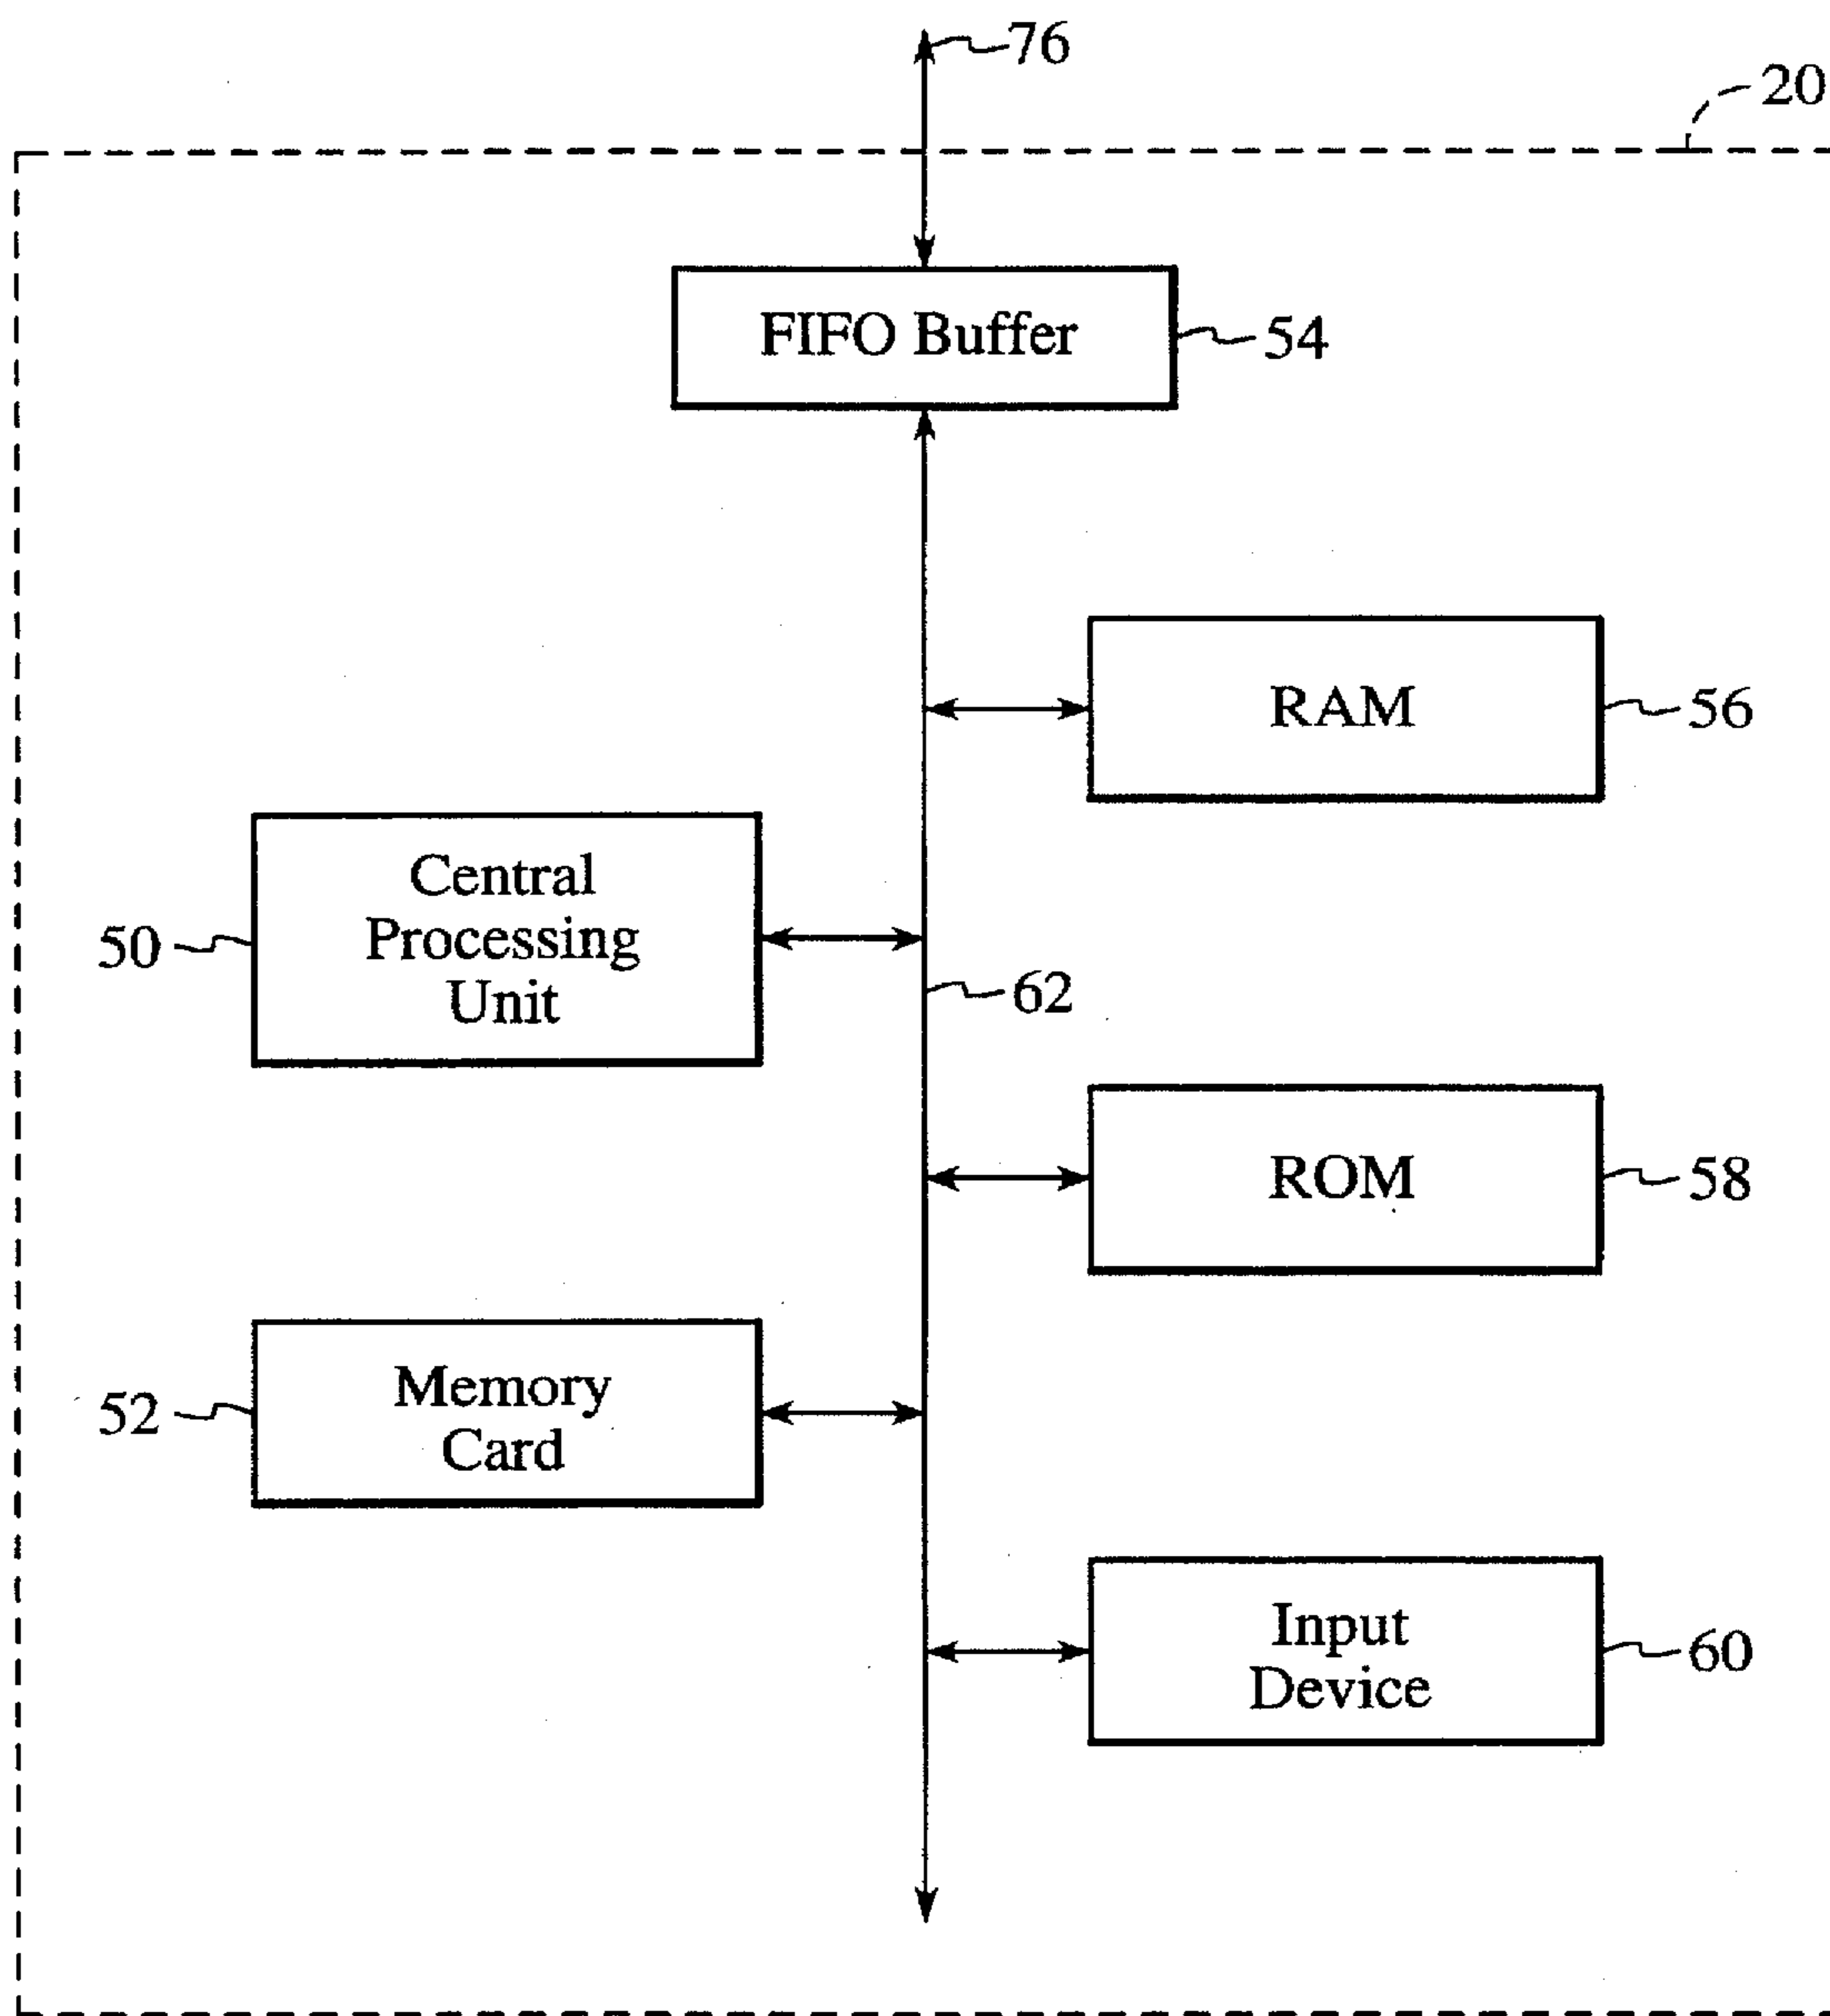 76
20
FIFO Buffer
54
RAM
56
Central
Processing
Unit
50
62
ROM
58
Memory
Card
52
Input
Device
60